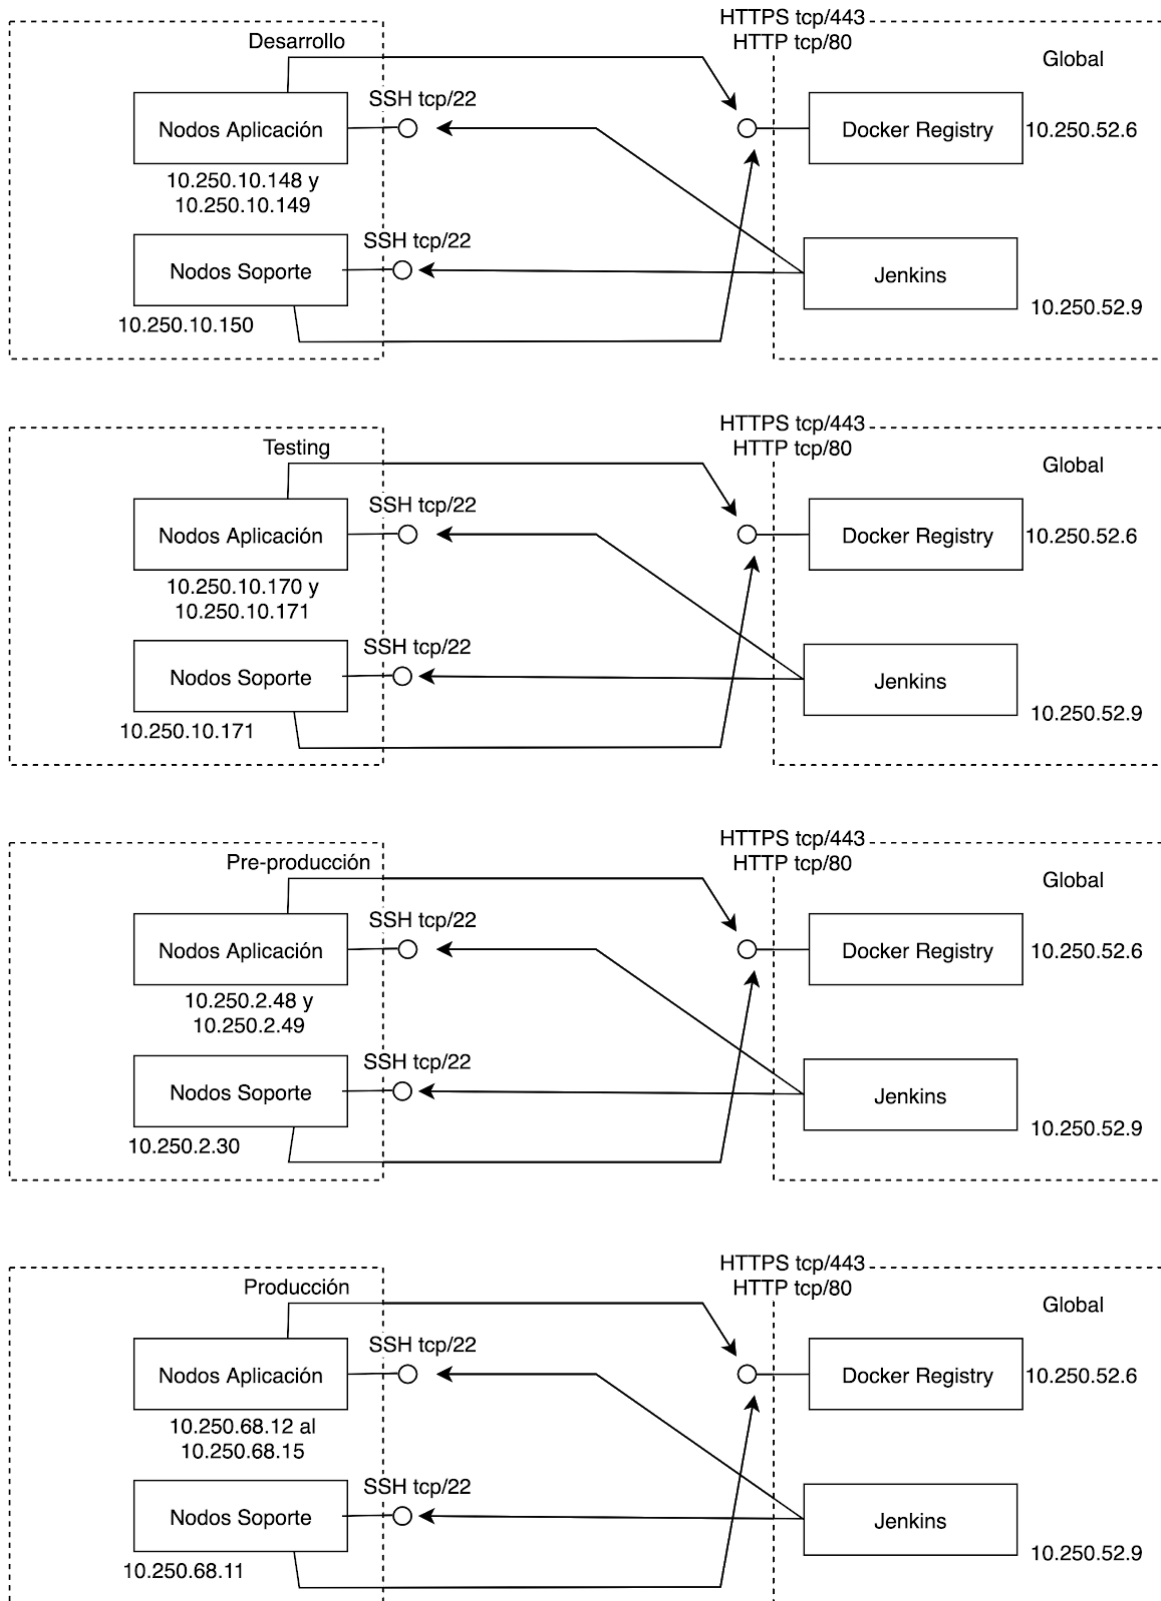 HTTPS tcp/443
HTTP tcp/80
Desarrollo
Global
SSH tcp/22
Nodos Aplicación
Docker Registry
10.250.52.6
10.250.10.148 y
10.250.10.149
SSH tcp/22
Nodos Soporte
Jenkins
10.250.52.9
10.250.10.150
HTTPS tcp/443
HTTP tcp/80
Testing
Global
SSH tcp/22
Nodos Aplicación
Docker Registry
10.250.52.6
10.250.10.170 y
10.250.10.171
SSH tcp/22
Nodos Soporte
Jenkins
10.250.52.9
10.250.10.171
HTTPS tcp/443
HTTP tcp/80
Pre-producción
Global
SSH tcp/22
Nodos Aplicación
Docker Registry
10.250.52.6
10.250.2.48 y
10.250.2.49
SSH tcp/22
Nodos Soporte
Jenkins
10.250.52.9
10.250.2.30
HTTPS tcp/443
HTTP tcp/80
Producción
Global
SSH tcp/22
Nodos Aplicación
Docker Registry
10.250.52.6
10.250.68.12 al
10.250.68.15
SSH tcp/22
Nodos Soporte
Jenkins
10.250.52.9
10.250.68.11